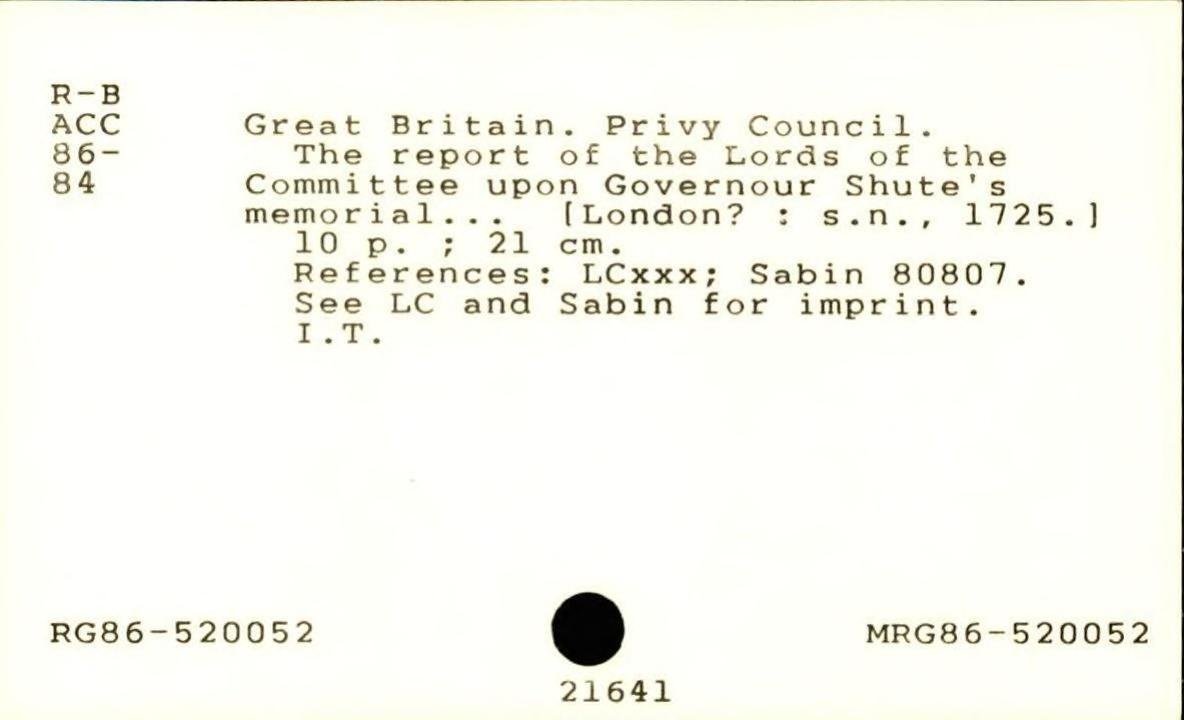 R-B
ACC Great Britain. Privy Council.
86- The report of the Lords of the
84 Committee upon Governour Shute's
memorial... [London? : s.n., 1725.]
10 p. ; 21 cm.
References: LCxxx; Sabin 80807.
See LC and Sabin for imprint.
I.T.
RG86-520052 MRG86-520052
21641